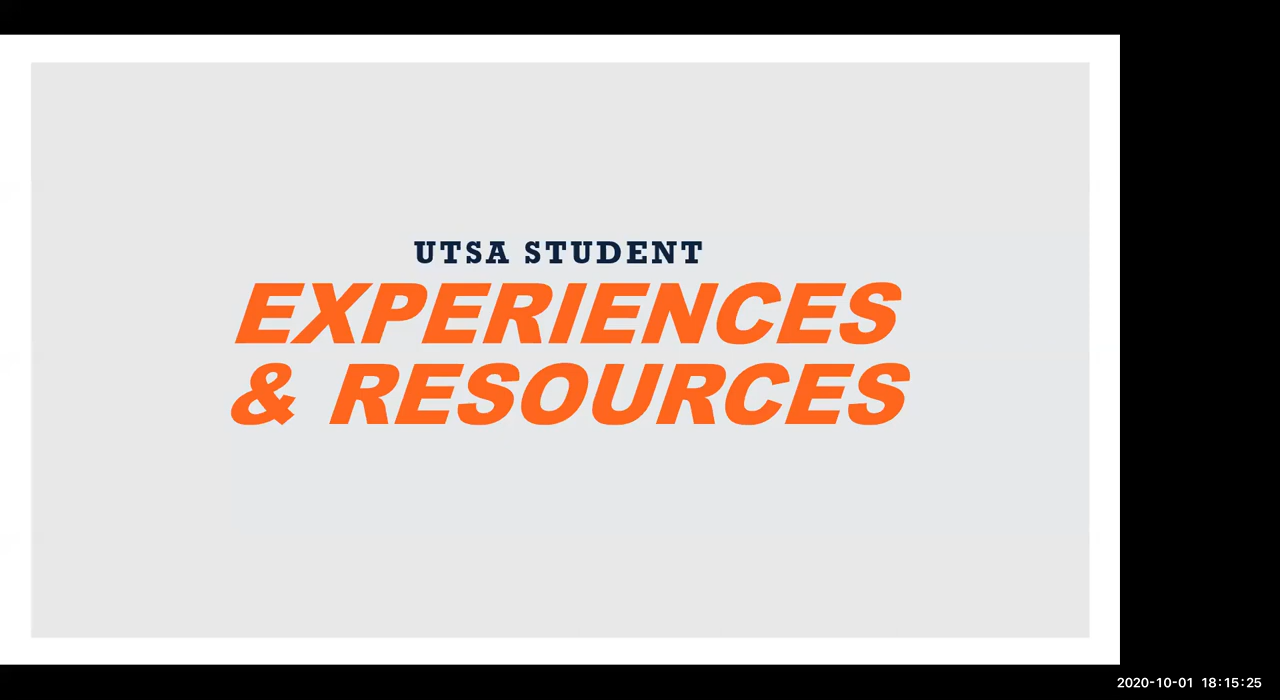 UTSA STUDENT
EXPERIENCES
& RESOURCES
2020-10-01 18:15:25